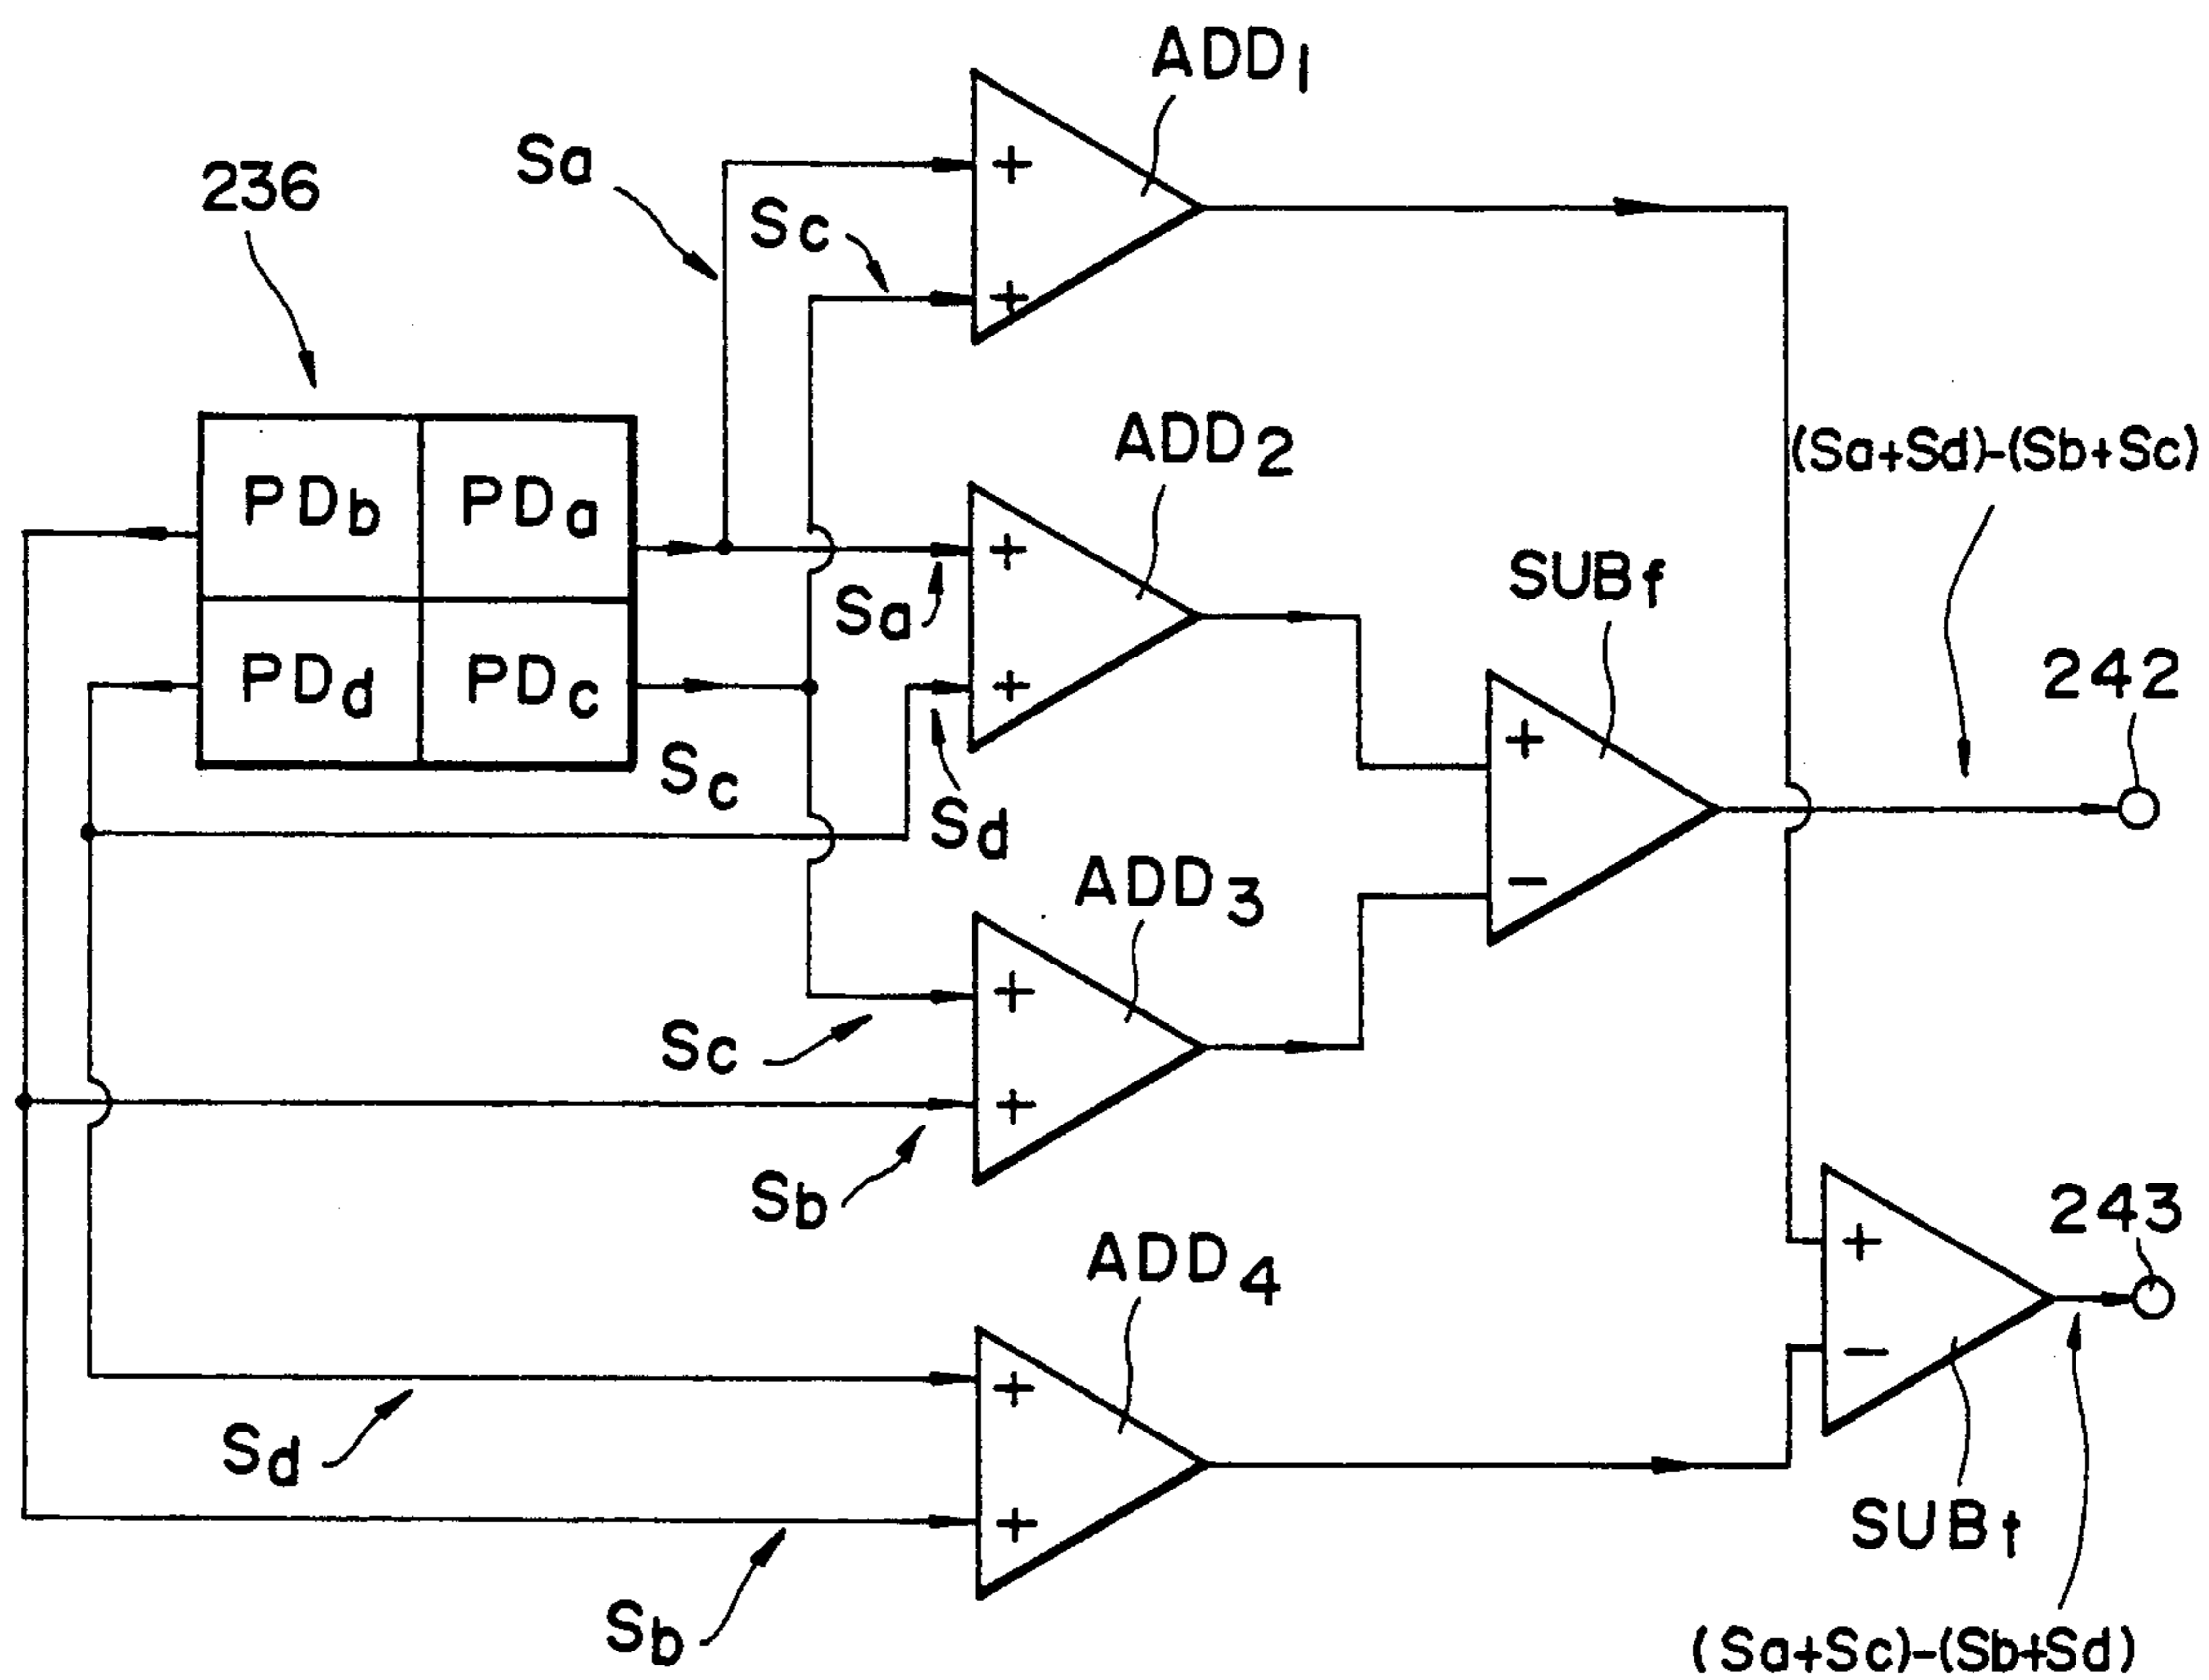 ADD1
Sa
236
Sc
ADD2
(Sa+Sd)-(Sb+Sc)
PDb
PDa
SUBf
Sa
242
PDd
PDc
Sc
Sd
ADD3
Sc
Sb
243
ADD4
Sd
SUBt
Sb
(Sa+Sc)-(Sb+Sd)
+
+
+
+
+
−
+
+
+
−
+
+